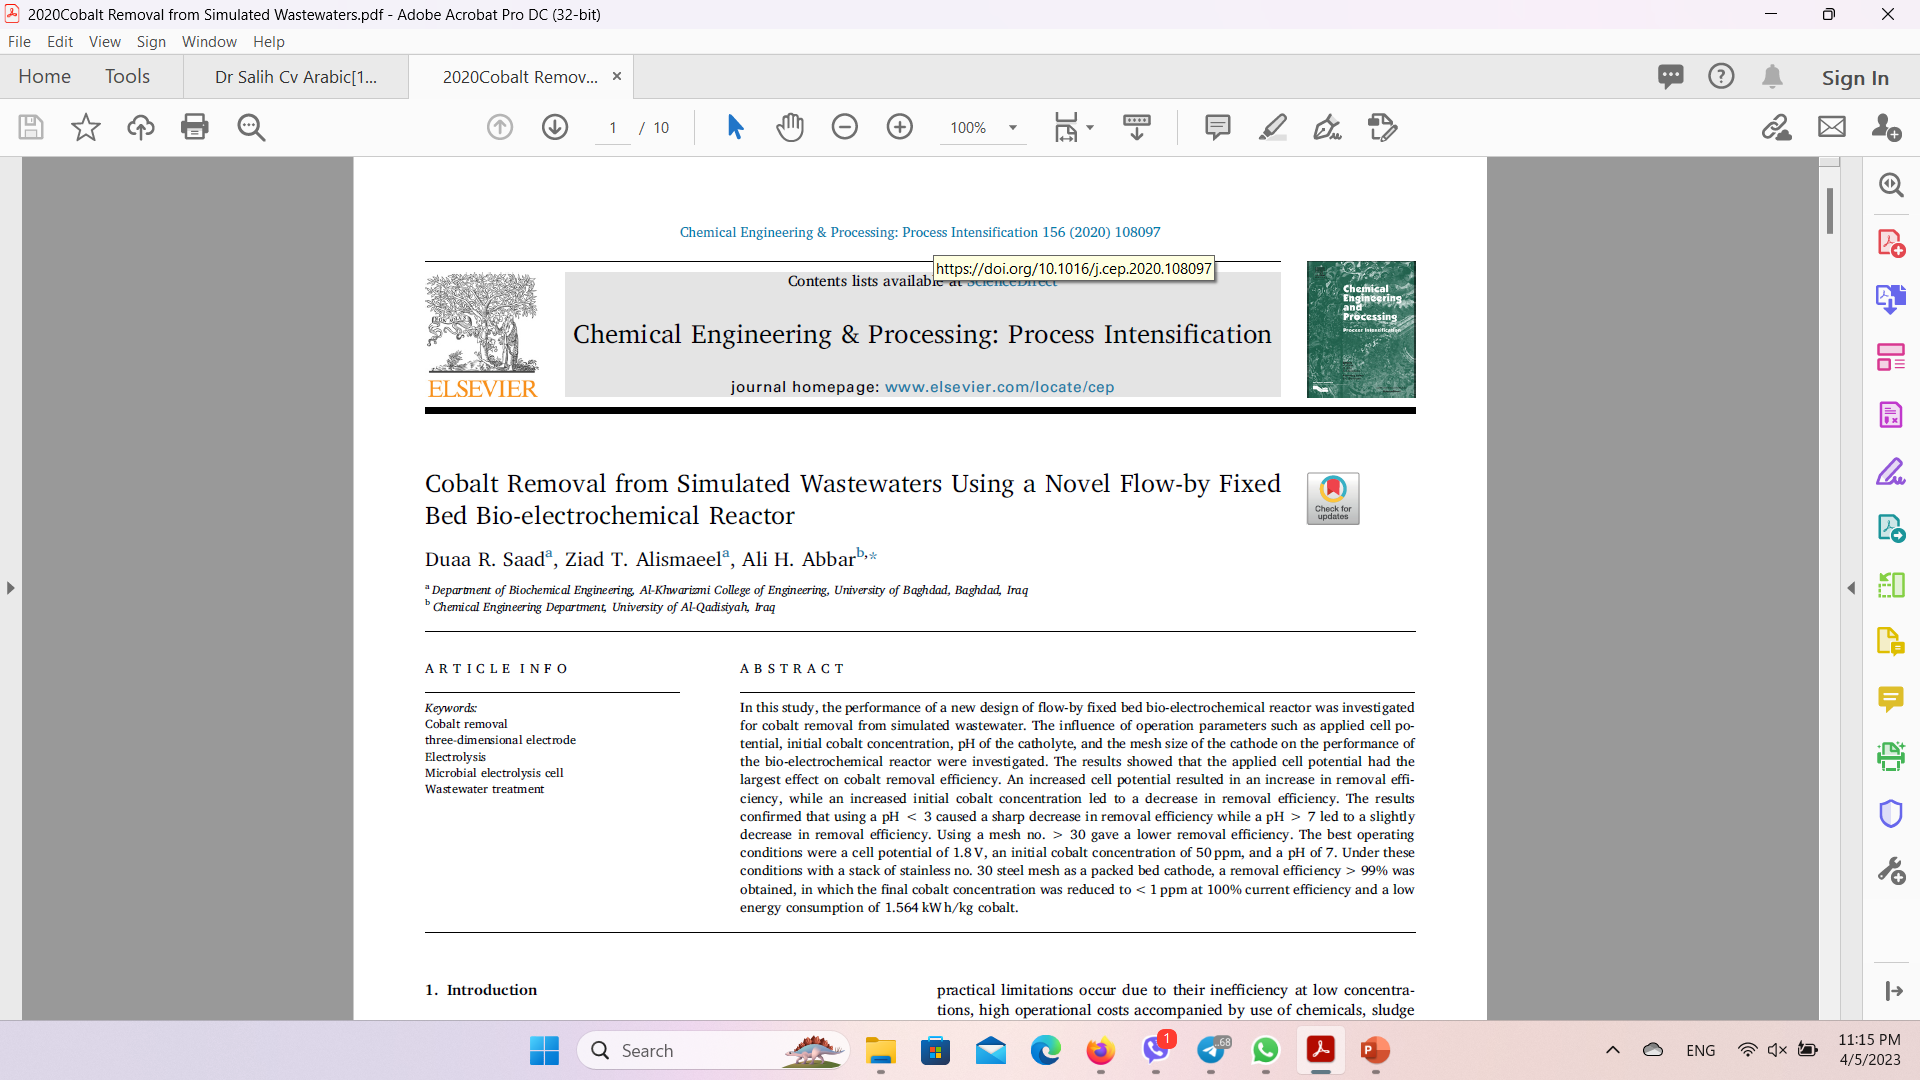 2020Cobalt Removal from Simulated Wastewaters.pdf - Adobe Acrobat Pro DC (32-bit)
File Edit View Sign Window Help
Home Tools Dr Salih Cv Arabic[1... 2020Cobalt Remov... Sign In
1 / 10 100%
Chemical Engineering & Processing: Process Intensification 156 (2020) 108097
https://doi.org/10.1016/j.cep.2020.108097
Contents lists available at ScienceDirect
Chemical Engineering & Processing: Process Intensification
journal homepage: www.elsevier.com/locate/cep
ELSEVIER
Chemical
Engineering
and
Processing
Process Intensification
Cobalt Removal from Simulated Wastewaters Using a Novel Flow-by Fixed
Bed Bio-electrochemical Reactor
Check for
updates
Duaa R. Saadᵃ, Ziad T. Alismaeelᵃ, Ali H. Abbarᵇ,*
ᵃ Department of Biochemical Engineering, Al-Khwarizmi College of Engineering, University of Baghdad, Baghdad, Iraq
ᵇ Chemical Engineering Department, University of Al-Qadisiyah, Iraq
ARTICLE INFO
Keywords:
Cobalt removal
three-dimensional electrode
Electrolysis
Microbial electrolysis cell
Wastewater treatment
ABSTRACT
In this study, the performance of a new design of flow-by fixed bed bio-electrochemical reactor was investigated
for cobalt removal from simulated wastewater. The influence of operation parameters such as applied cell po-
tential, initial cobalt concentration, pH of the catholyte, and the mesh size of the cathode on the performance of
the bio-electrochemical reactor were investigated. The results showed that the applied cell potential had the
largest effect on cobalt removal efficiency. An increased cell potential resulted in an increase in removal effi-
ciency, while an increased initial cobalt concentration led to a decrease in removal efficiency. The results
confirmed that using a pH < 3 caused a sharp decrease in removal efficiency while a pH > 7 led to a slightly
decrease in removal efficiency. Using a mesh no. > 30 gave a lower removal efficiency. The best operating
conditions were a cell potential of 1.8 V, an initial cobalt concentration of 50 ppm, and a pH of 7. Under these
conditions with a stack of stainless no. 30 steel mesh as a packed bed cathode, a removal efficiency > 99% was
obtained, in which the final cobalt concentration was reduced to < 1 ppm at 100% current efficiency and a low
energy consumption of 1.564 kW h/kg cobalt.
1. Introduction
practical limitations occur due to their inefficiency at low concentra-
tions, high operational costs accompanied by use of chemicals, sludge
Search
1
.68
ENG
11:15 PM
4/5/2023